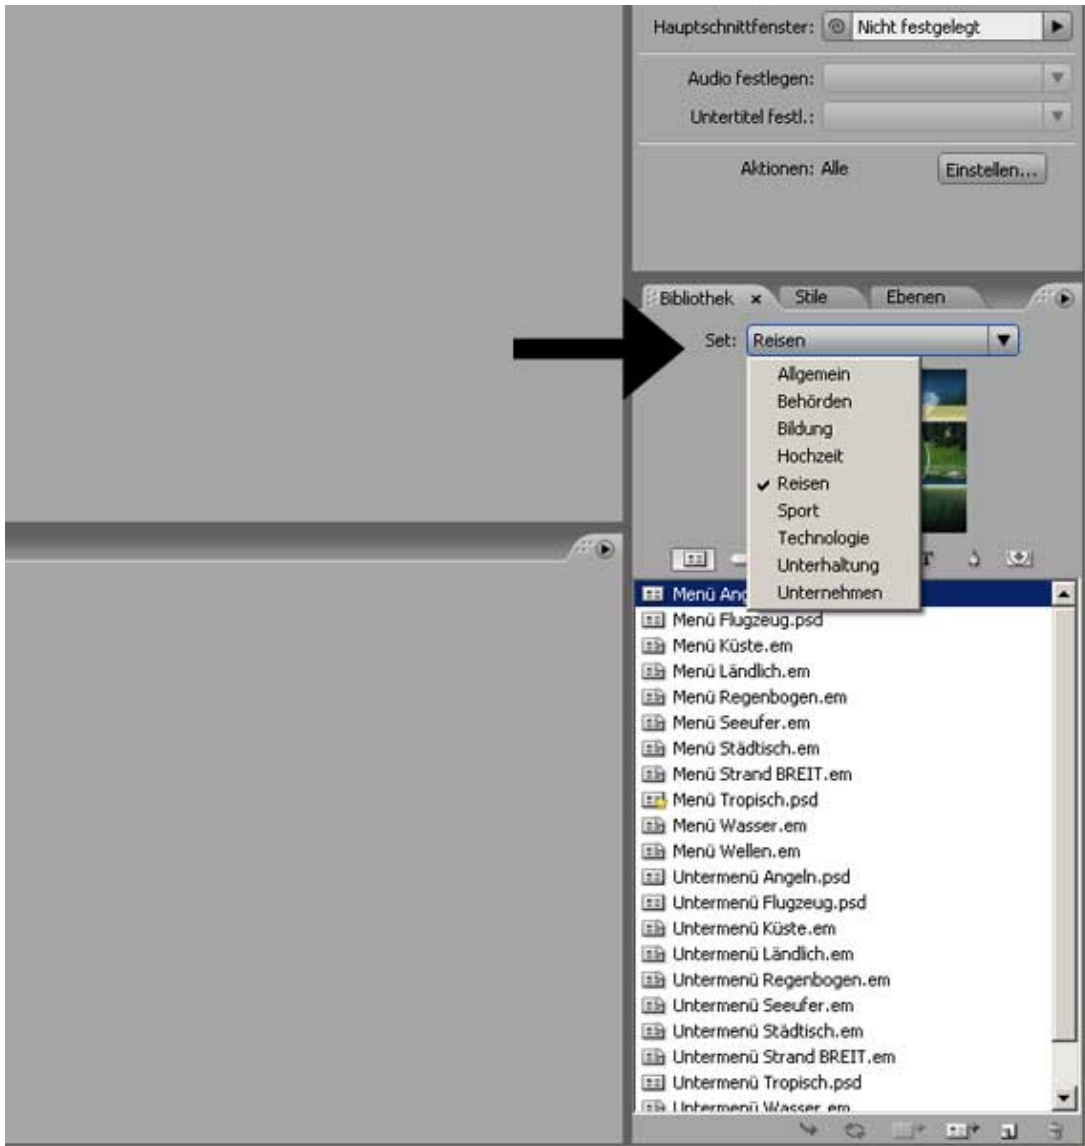 Hauptschnittfenster: Nicht festgelegt
Audio festlegen:
Untertitel festl.:
Aktionen: Alle Einstellen...
Bibliothek x Stile Ebenen
Set: Reisen
Allgemein
Behörden
Bildung
Hochzeit
Reisen
Sport
Technologie
Unterhaltung
Unternehmen
T
Menü
Menü Flugzeug.psd
Menü Küste.em
Menü Ländlich.em
Menü Regenbogen.em
Menü Seeufer.em
Menü Städtisch.em
Menü Strand BREIT.em
Menü Tropisch.psd
Menü Wasser.em
Menü Wellen.em
Untermenü Angeln.psd
Untermenü Flugzeug.psd
Untermenü Küste.em
Untermenü Ländlich.em
Untermenü Regenbogen.em
Untermenü Seeufer.em
Untermenü Städtisch.em
Untermenü Strand BREIT.em
Untermenü Tropisch.psd
Untermenü Wasser.em